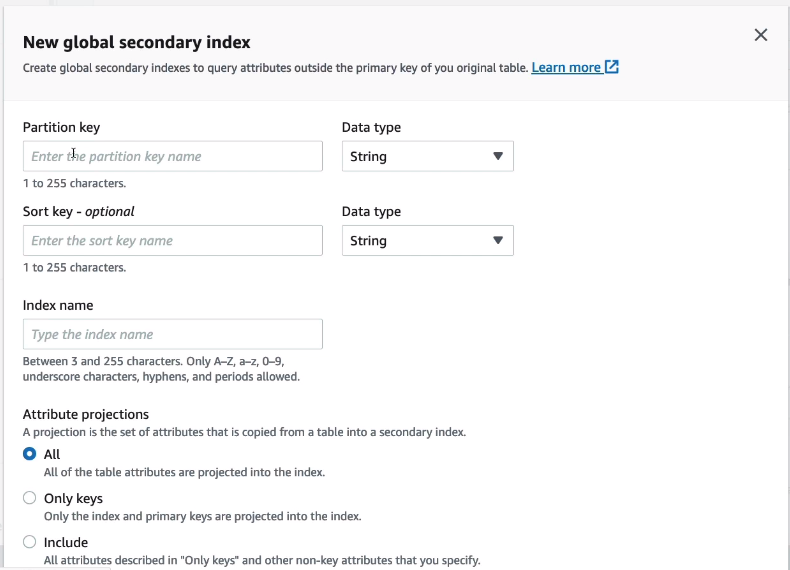 New global secondary index
Create global secondary indexes to query attributes outside the primary key of you original table. Learn more
Partition key
Data type
Enter the partition key name
String
1 to 255 characters.
Sort key - optional
Data type
Enter the sort key name
String
1 to 255 characters.
Index name
Type the index name
Between 3 and 255 characters. Only A–Z, a–z, 0–9,
underscore characters, hyphens, and periods allowed.
Attribute projections
A projection is the set of attributes that is copied from a table into a secondary index.
All
All of the table attributes are projected into the index.
Only keys
Only the index and primary keys are projected into the index.
Include
All attributes described in "Only keys" and other non-key attributes that you specify.